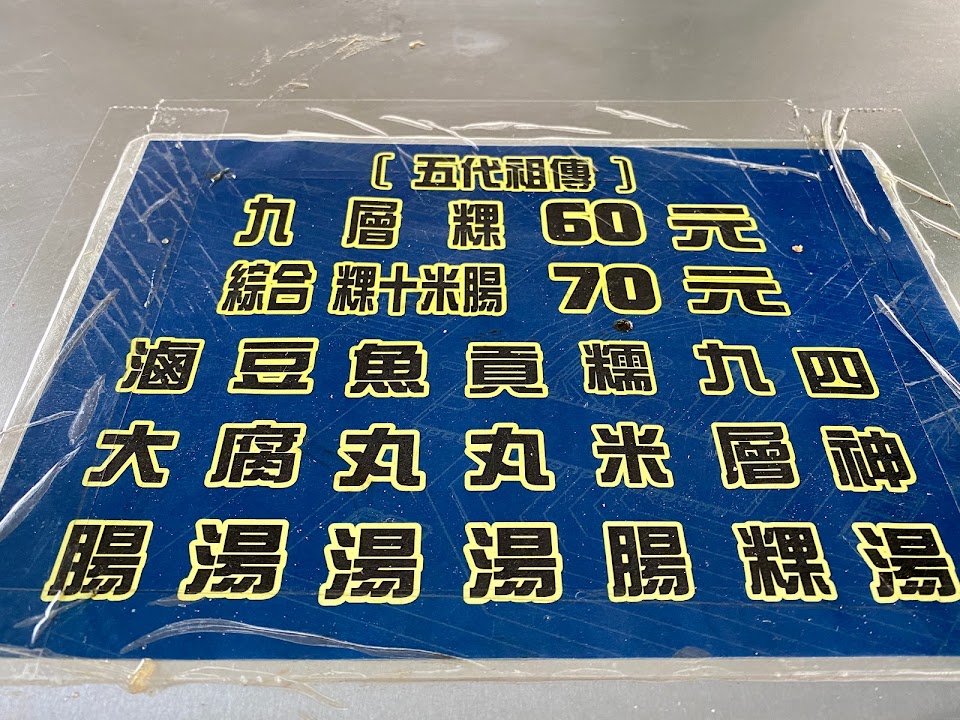 〔五代祖傳〕
九層粿 60元
綜合 粿十米腸 70元
四神湯
九層粿
糯米腸
貢丸湯
魚丸湯
豆腐湯
滷大腸